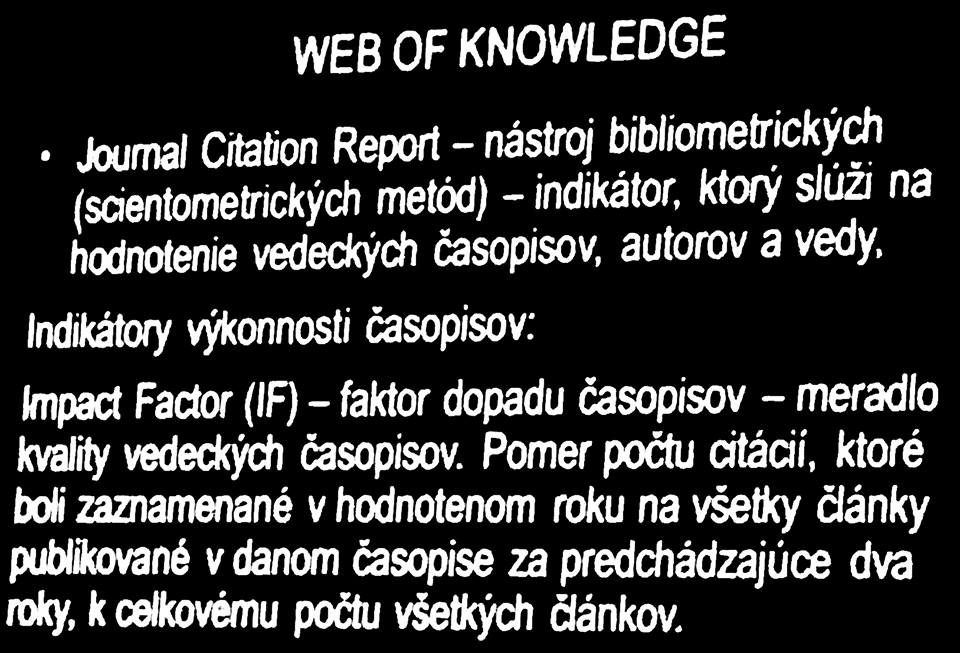 WEB OF KNOWLEDGE
• Journal Citation Report – nástroj bibliometrických
(scientometrických metód) – indikátor, ktorý slúži na
hodnotenie vedeckých časopisov, autorov a vedy,
Indikátory výkonnosti časopisov:
Impact Factor (IF) – faktor dopadu časopisov – meradlo
kvality vedeckých časopisov. Pomer počtu citácií, ktoré
boli zaznamenané v hodnotenom roku na všetky články
publikované v danom časopise za predchádzajúce dva
roky, k celkovému počtu všetkých článkov.